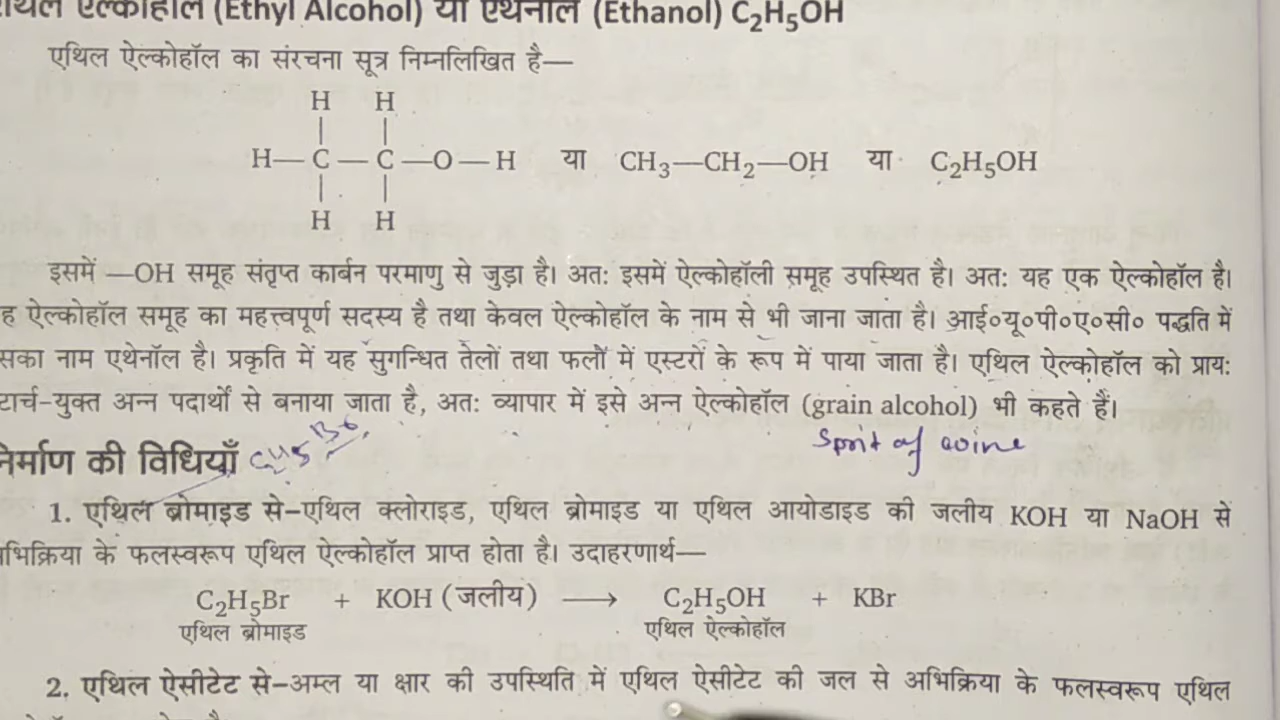 एथिल ऐल्कोहॉल (Ethyl Alcohol) या एथेनॉल (Ethanol) C₂H₅OH
एथिल ऐल्कोहॉल का संरचना सूत्र निम्नलिखित है—
H H
| |
H—C—C—O—H या CH₃—CH₂—OH या C₂H₅OH
| |
H H
इसमें —OH समूह संतृप्त कार्बन परमाणु से जुड़ा है। अत: इसमें ऐल्कोहॉली समूह उपस्थित है। अत: यह एक ऐल्कोहॉल है।
ह ऐल्कोहॉल समूह का महत्त्वपूर्ण सदस्य है तथा केवल ऐल्कोहॉल के नाम से भी जाना जाता है। आई०यू०पी०ए०सी० पद्धति में
सका नाम एथेनॉल है। प्रकृति में यह सुगन्धित तेलों तथा फलों में एस्टरों के रूप में पाया जाता है। एथिल ऐल्कोहॉल को प्राय:
टार्च-युक्त अन्न पदार्थों से बनाया जाता है, अत: व्यापार में इसे अन्न ऐल्कोहॉल (grain alcohol) भी कहते हैं।
Sprit of wine
निर्माण की विधियाँ
1. एथिल ब्रोमाइड से–एथिल क्लोराइड, एथिल ब्रोमाइड या एथिल आयोडाइड की जलीय KOH या NaOH से
भिक्रिया के फलस्वरूप एथिल ऐल्कोहॉल प्राप्त होता है। उदाहरणार्थ—
C₂H₅Br + KOH (जलीय) ⟶ C₂H₅OH + KBr
एथिल ब्रोमाइड एथिल ऐल्कोहॉल
2. एथिल ऐसीटेट से–अम्ल या क्षार की उपस्थिति में एथिल ऐसीटेट की जल से अभिक्रिया के फलस्वरूप एथिल